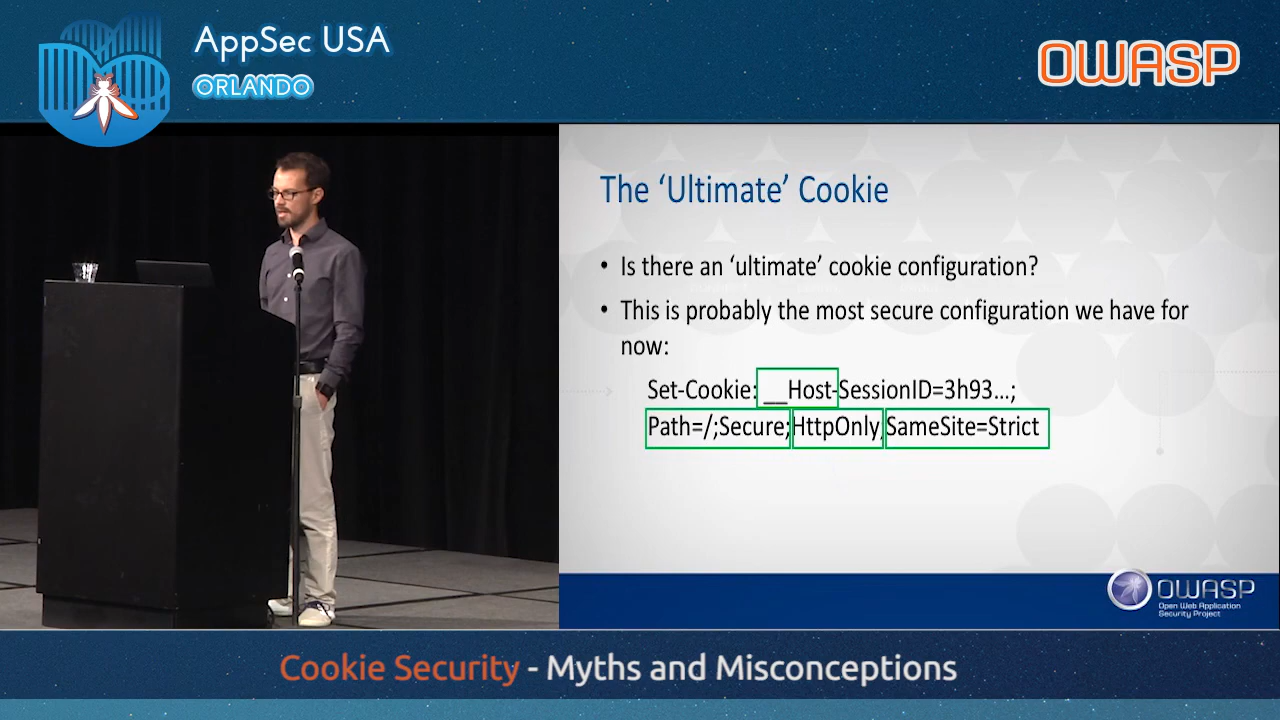 AppSec USA
ORLANDO
OWASP
The ‘Ultimate’ Cookie
• Is there an ‘ultimate’ cookie configuration?
• This is probably the most secure configuration we have for
now:
Set-Cookie: __Host-SessionID=3h93...;
Path=/;Secure;HttpOnly;SameSite=Strict
OWASP
Open Web Application
Security Project
Cookie Security - Myths and Misconceptions